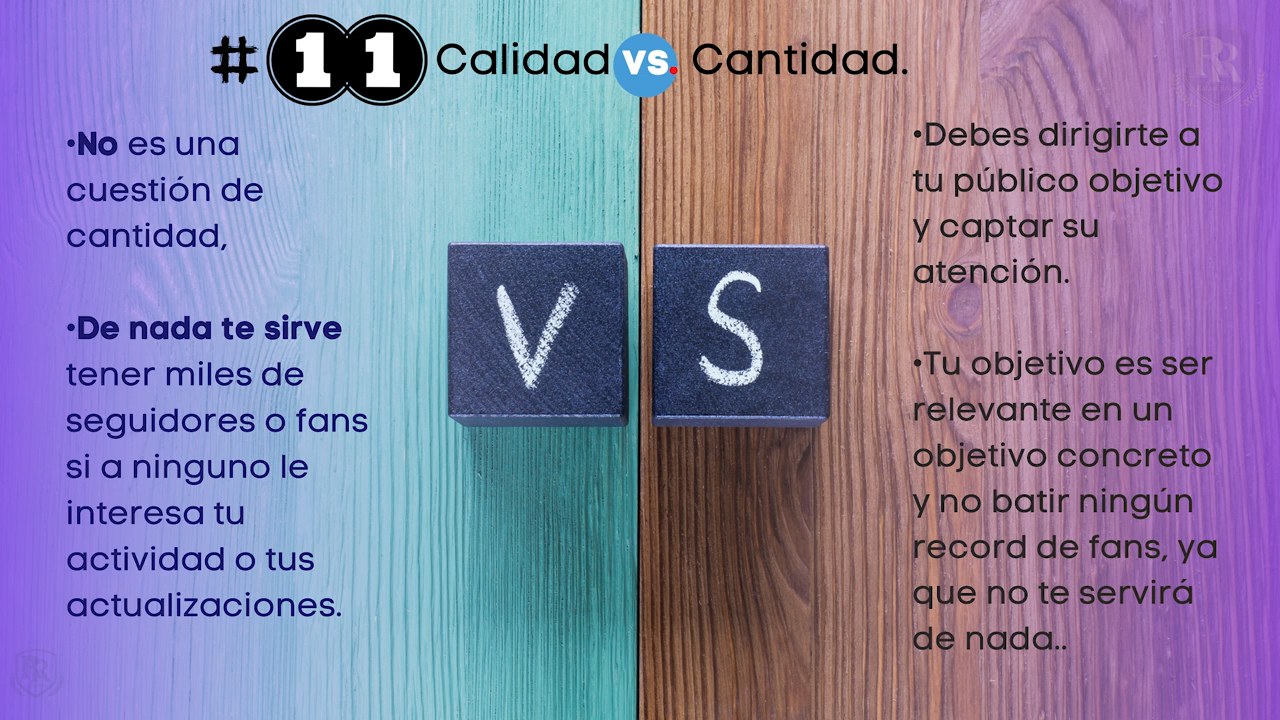 # 11 Calidad vs. Cantidad.
•No es una
cuestión de
cantidad,
•De nada te sirve
tener miles de
seguidores o fans
si a ninguno le
interesa tu
actividad o tus
actualizaciones.
V S
•Debes dirigirte a
tu público objetivo
y captar su
atención.
•Tu objetivo es ser
relevante en un
objetivo concreto
y no batir ningún
record de fans, ya
que no te servirá
de nada..